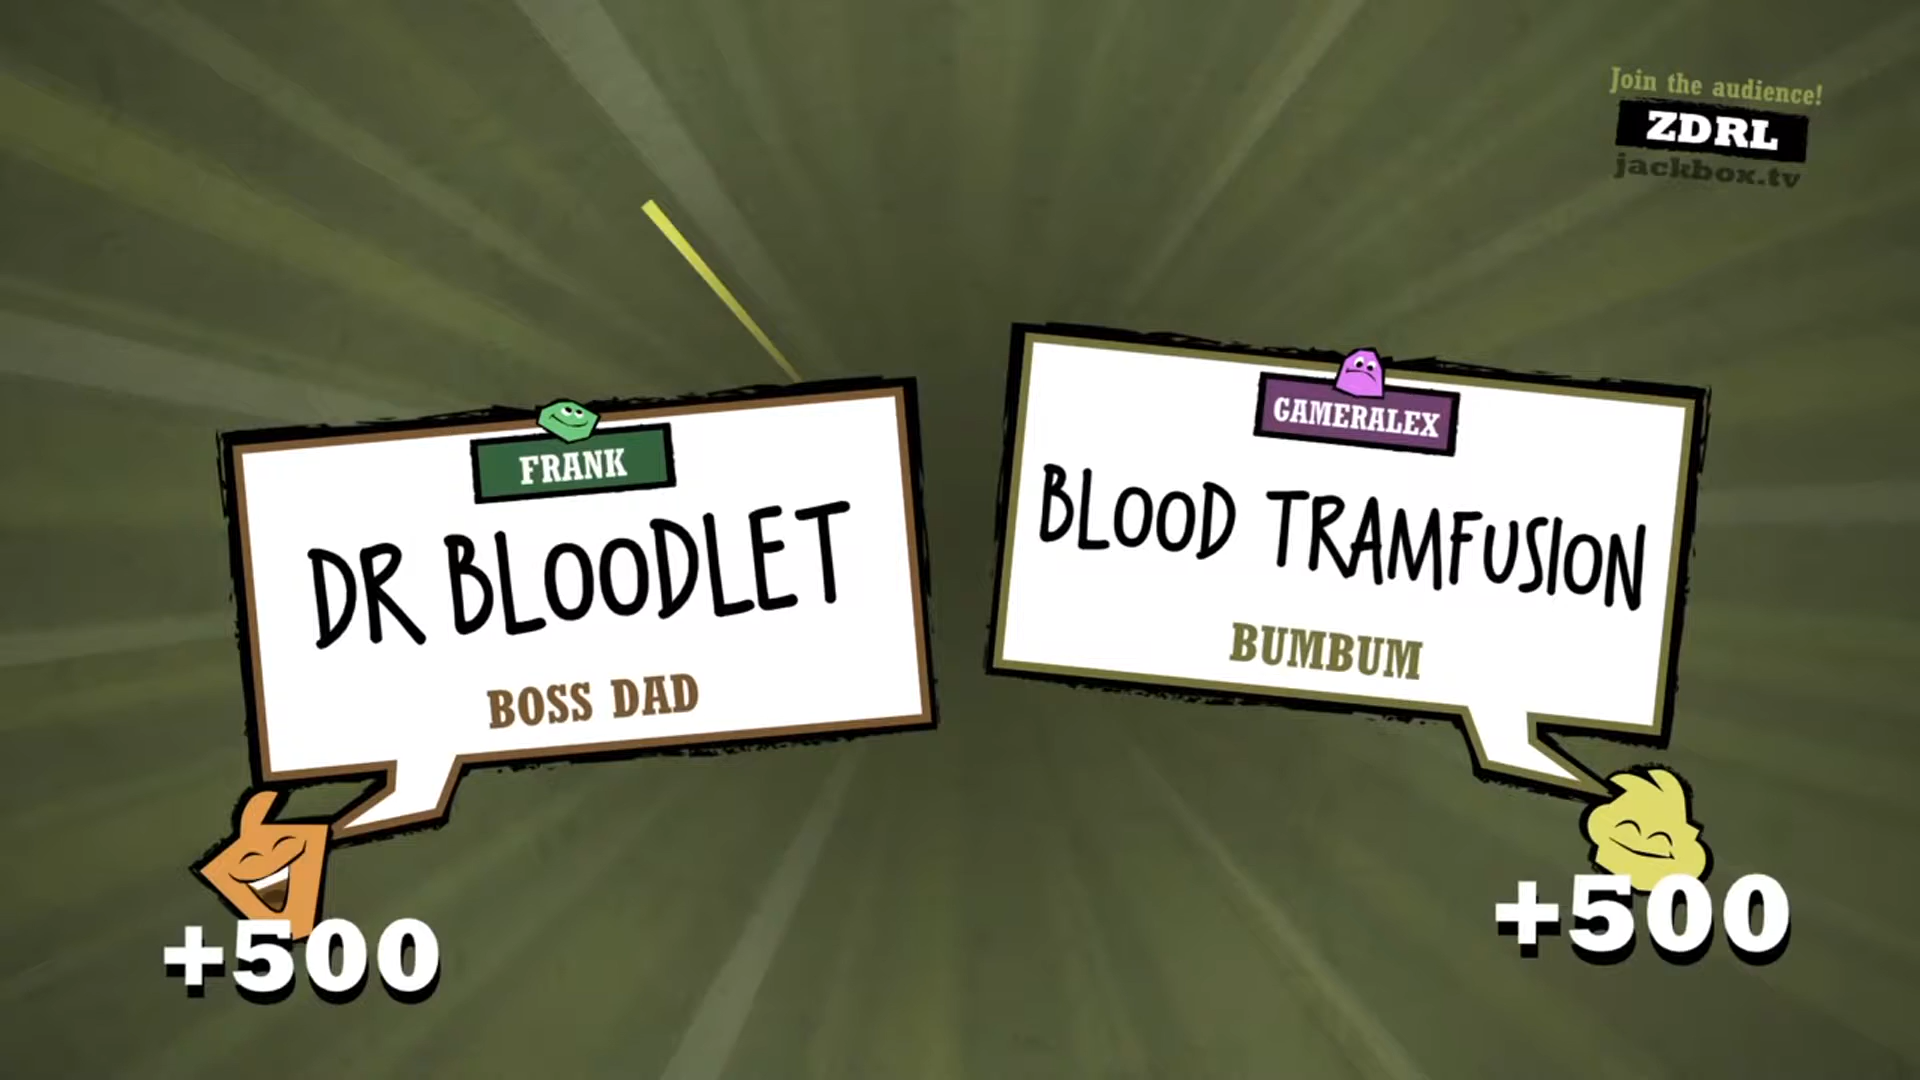 Join the audience!
ZDRL
jackbox.tv
FRANK
DR BLOODLET
BOSS DAD
+500
GAMERALEX
BLOOD TRAMFUSION
BUMBUM
+500